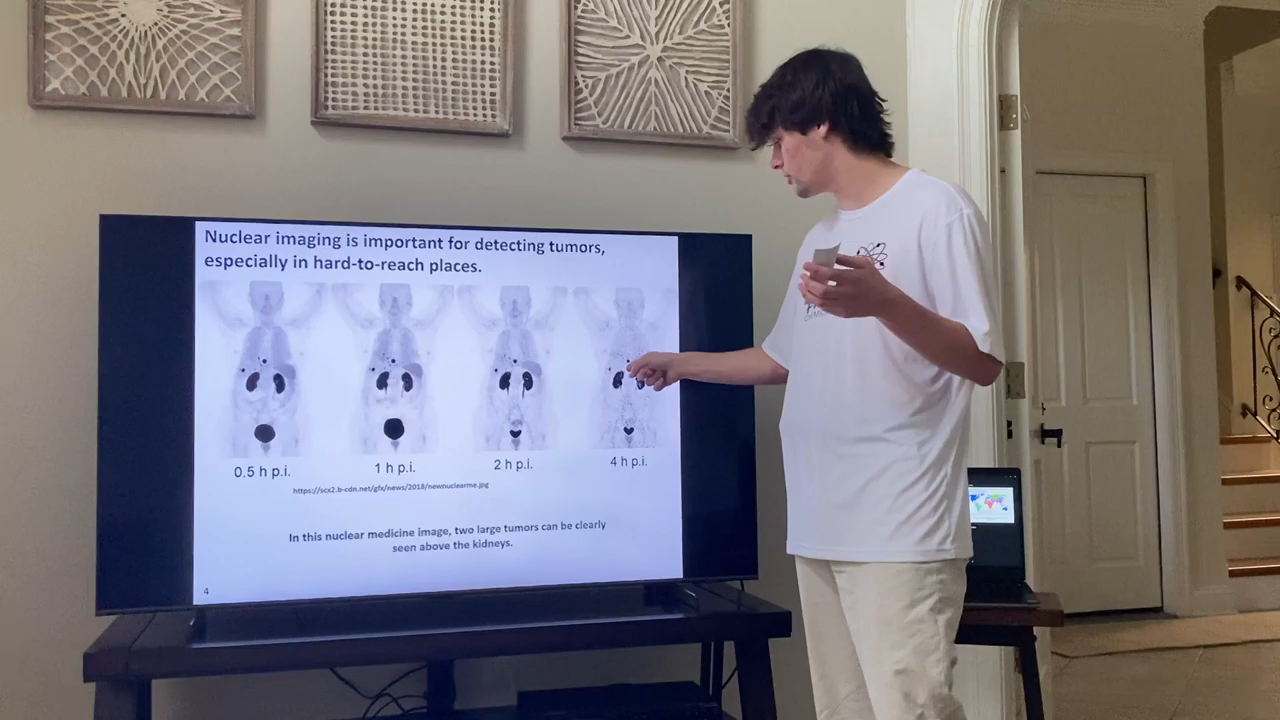 Nuclear imaging is important for detecting tumors,
especially in hard-to-reach places.
0.5 h p.i.
1 h p.i.
2 h p.i.
4 h p.i.
https://scx2.b-cdn.net/gfx/news/2018/newnuclearme.jpg
In this nuclear medicine image, two large tumors can be clearly
seen above the kidneys.
4